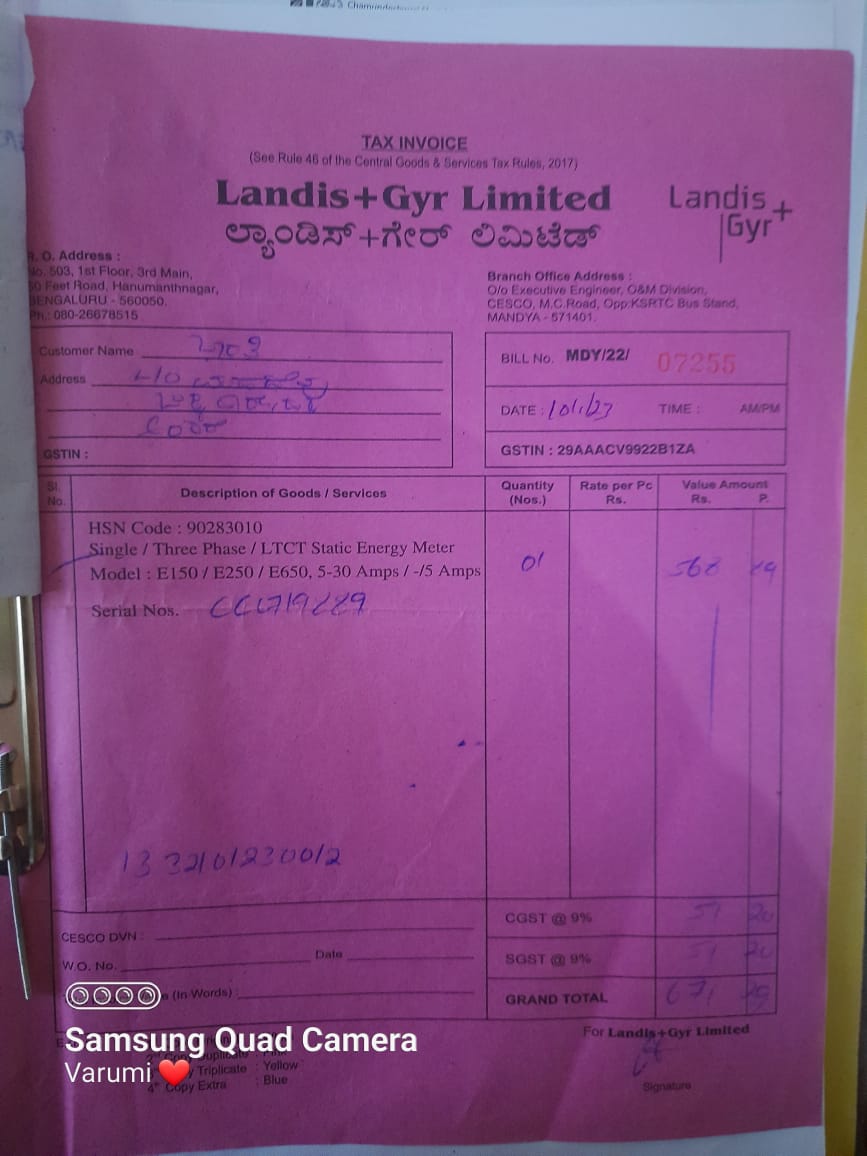 TAX INVOICE
(See Rule 46 of the Central Goods & Services Tax Rules, 2017)
Landis+Gyr Limited
Landis+
Gyr
ಲ್ಯಾಂಡಿಸ್+ಗೇರ್ ಲಿಮಿಟೆಡ್
R. O. Address :
No. 503, 1st Floor, 3rd Main,
Feet Road, Hanumanthnagar,
BENGALURU - 560050.
Ph.: 080-26678515
Branch Office Address :
O/o Executive Engineer, O&M Division,
CESCO, M.C.Road, Opp:KSRTC Bus Stand,
MANDYA - 571401.
Customer Name
Address
GSTIN :
BILL No. MDY/22/ 07255
DATE : /01/23 TIME : AM/PM
GSTIN : 29AAACV9922B1ZA
Sl. No. Description of Goods / Services Quantity (Nos.) Rate per Pc Rs. Value Amount Rs. P.
HSN Code : 90283010
Single / Three Phase / LTCT Static Energy Meter
Model : E150 / E250 / E650, 5-30 Amps / -/5 Amps 01 568
Serial Nos.
CGST @ 9% 51 20
CESCO DVN :
SGST @ 9% 51 20
W.O. No. Date
(In Words) :
GRAND TOTAL 671
For Landis+Gyr Limited
Samsung Quad Camera
Varumi ❤️
Triplicate : Yellow
4th Copy Extra : Blue
Signature